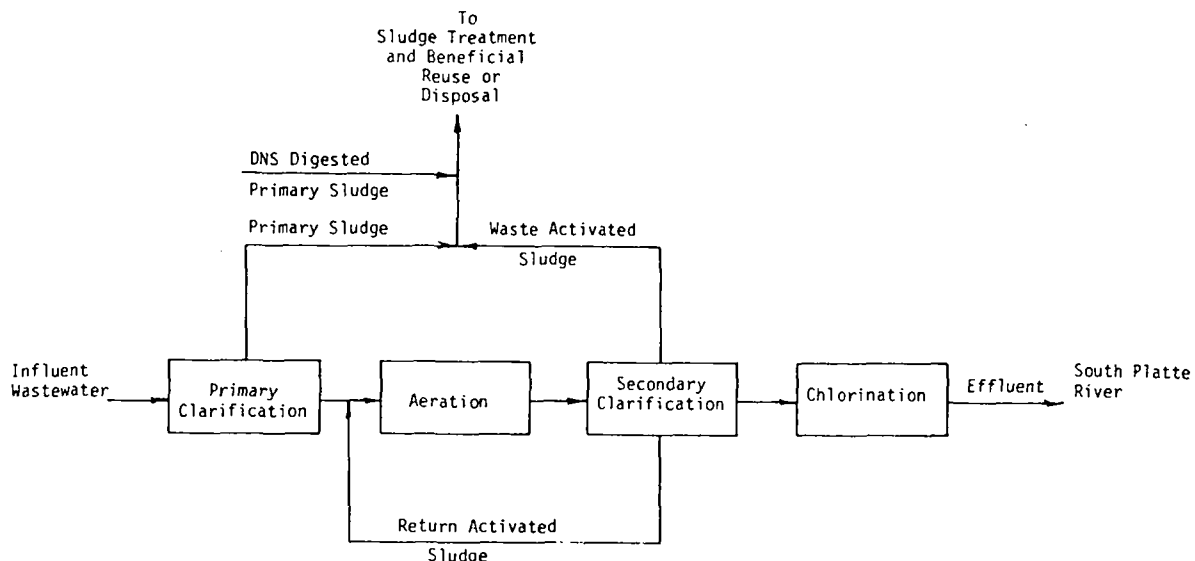 To
Sludge Treatment
and Beneficial
Reuse or
Disposal
DNS Digested
Primary Sludge
Primary Sludge
Waste Activated
Sludge
Influent
Wastewater
Primary
Clarification
Aeration
Secondary
Clarification
Chlorination
Effluent
South Platte
River
Return Activated
Sludge